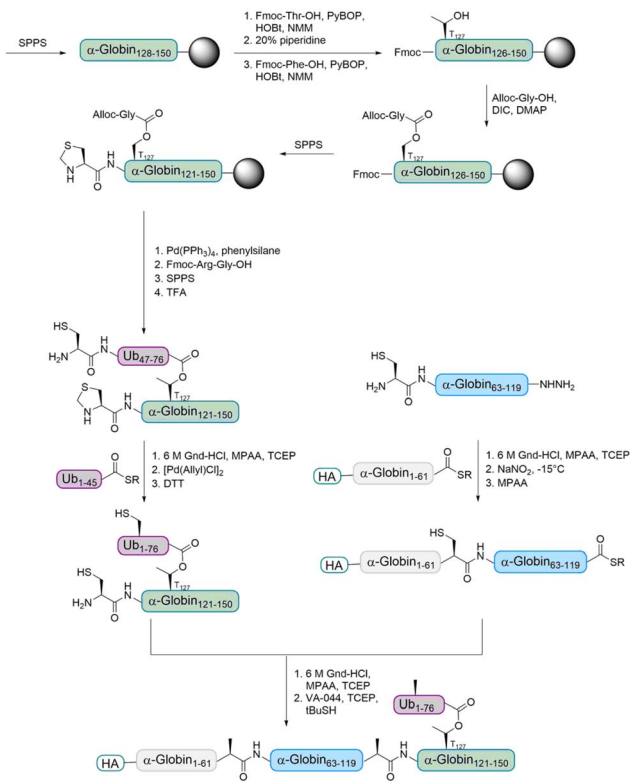 SPPS
α-Globin128-150
1. Fmoc-Thr-OH, PyBOP,
HOBt, NMM
2. 20% piperidine
3. Fmoc-Phe-OH, PyBOP,
HOBt, NMM
OH
T127
Fmoc
α-Globin126-150
Alloc-Gly-OH,
DIC, DMAP
Alloc-Gly
O
O
T127
Fmoc
α-Globin126-150
SPPS
Alloc-Gly
O
O
T127
S
N
H
O
H
N
α-Globin121-150
1. Pd(PPh3)4, phenylsilane
2. Fmoc-Arg-Gly-OH
3. SPPS
4. TFA
HS
H2N
O
H
N
Ub47-76
O
O
T127
S
N
H
O
H
N
α-Globin121-150
HS
H2N
O
H
N
α-Globin63-119
NHNH2
Ub1-45
O
SR
1. 6 M Gnd-HCl, MPAA, TCEP
2. [Pd(Allyl)Cl]2
3. DTT
HA
α-Globin1-61
O
SR
1. 6 M Gnd-HCl, MPAA, TCEP
2. NaNO2, -15°C
3. MPAA
HS
Ub1-76
O
O
T127
HS
H2N
O
H
N
α-Globin121-150
HA
α-Globin1-61
HS
O
H
N
α-Globin63-119
O
SR
1. 6 M Gnd-HCl,
MPAA, TCEP
2. VA-044, TCEP,
tBuSH
Ub1-76
O
O
T127
HA
α-Globin1-61
O
H
N
α-Globin63-119
O
H
N
α-Globin121-150